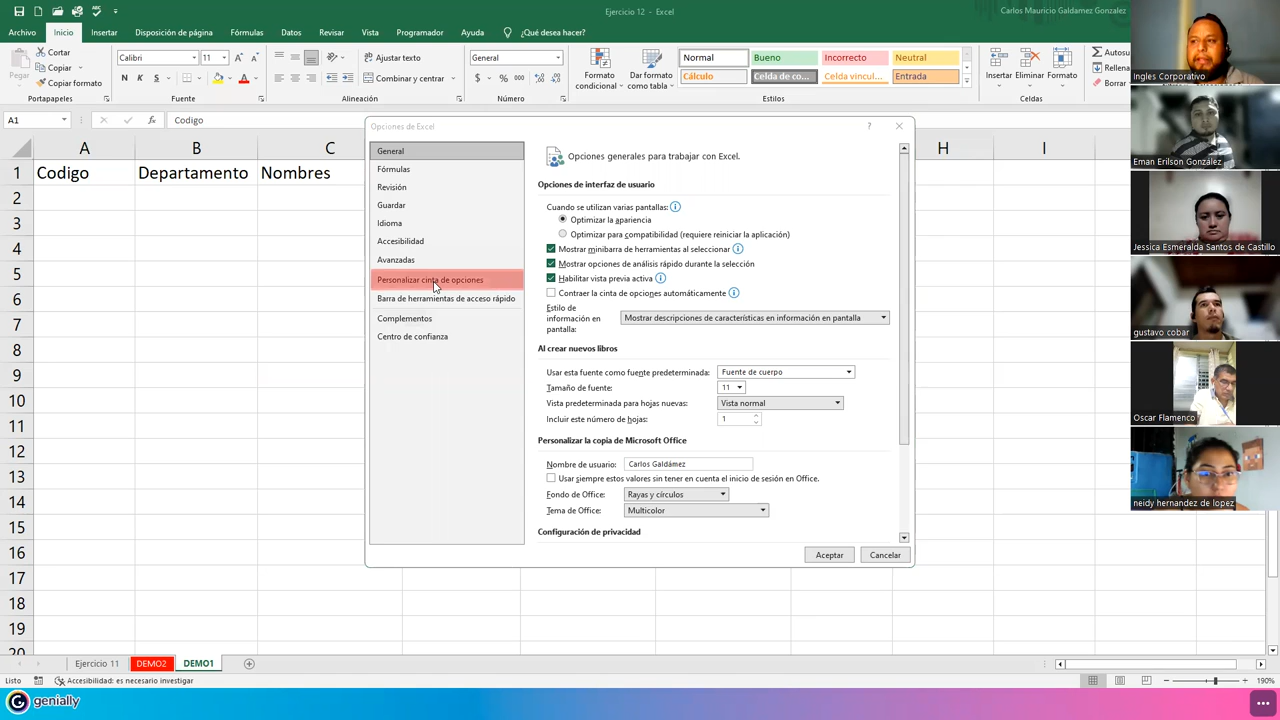 Ejercicio 12 - Excel
Carlos Mauricio Galdamez Gonzalez
Archivo Inicio Insertar Disposición de página Fórmulas Datos Revisar Vista Programador Ayuda ¿Qué desea hacer?
Cortar
Copiar
Copiar formato
Portapapeles
Calibri 11
N K S
Fuente
Ajustar texto
Combinar y centrar
Alineación
General
Número
Formato condicional
Dar formato como tabla
Normal Bueno Incorrecto Neutral
Cálculo Celda de co... Celda vincul... Entrada
Estilos
Insertar Eliminar Formato
Celdas
Autosu
Rellena
Borrar
A1 Codigo
A B C H I
1 Codigo Departamento Nombres
2
3
4
5
6
7
8
9
10
11
12
13
14
15
16
17
18
19
20
Opciones de Excel
General
Fórmulas
Revisión
Guardar
Idioma
Accesibilidad
Avanzadas
Personalizar cinta de opciones
Barra de herramientas de acceso rápido
Complementos
Centro de confianza
Opciones generales para trabajar con Excel.
Opciones de interfaz de usuario
Cuando se utilizan varias pantallas:
Optimizar la apariencia
Optimizar para compatibilidad (requiere reiniciar la aplicación)
Mostrar minibarra de herramientas al seleccionar
Mostrar opciones de análisis rápido durante la selección
Habilitar vista previa activa
Contraer la cinta de opciones automáticamente
Estilo de información en pantalla: Mostrar descripciones de características en información en pantalla
Al crear nuevos libros
Usar esta fuente como fuente predeterminada: Fuente de cuerpo
Tamaño de fuente: 11
Vista predeterminada para hojas nuevas: Vista normal
Incluir este número de hojas: 1
Personalizar la copia de Microsoft Office
Nombre de usuario: Carlos Galdámez
Usar siempre estos valores sin tener en cuenta el inicio de sesión en Office.
Fondo de Office: Rayas y círculos
Tema de Office: Multicolor
Configuración de privacidad
Aceptar Cancelar
Ingles Corporativo
Eman Erilson González
Jessica Esmeralda Santos de Castillo
gustavo cobar
Oscar Flamenco
neidy hernandez de lopez
Ejercicio 11 DEMO2 DEMO1
Listo Accesibilidad: es necesario investigar 190%
genially